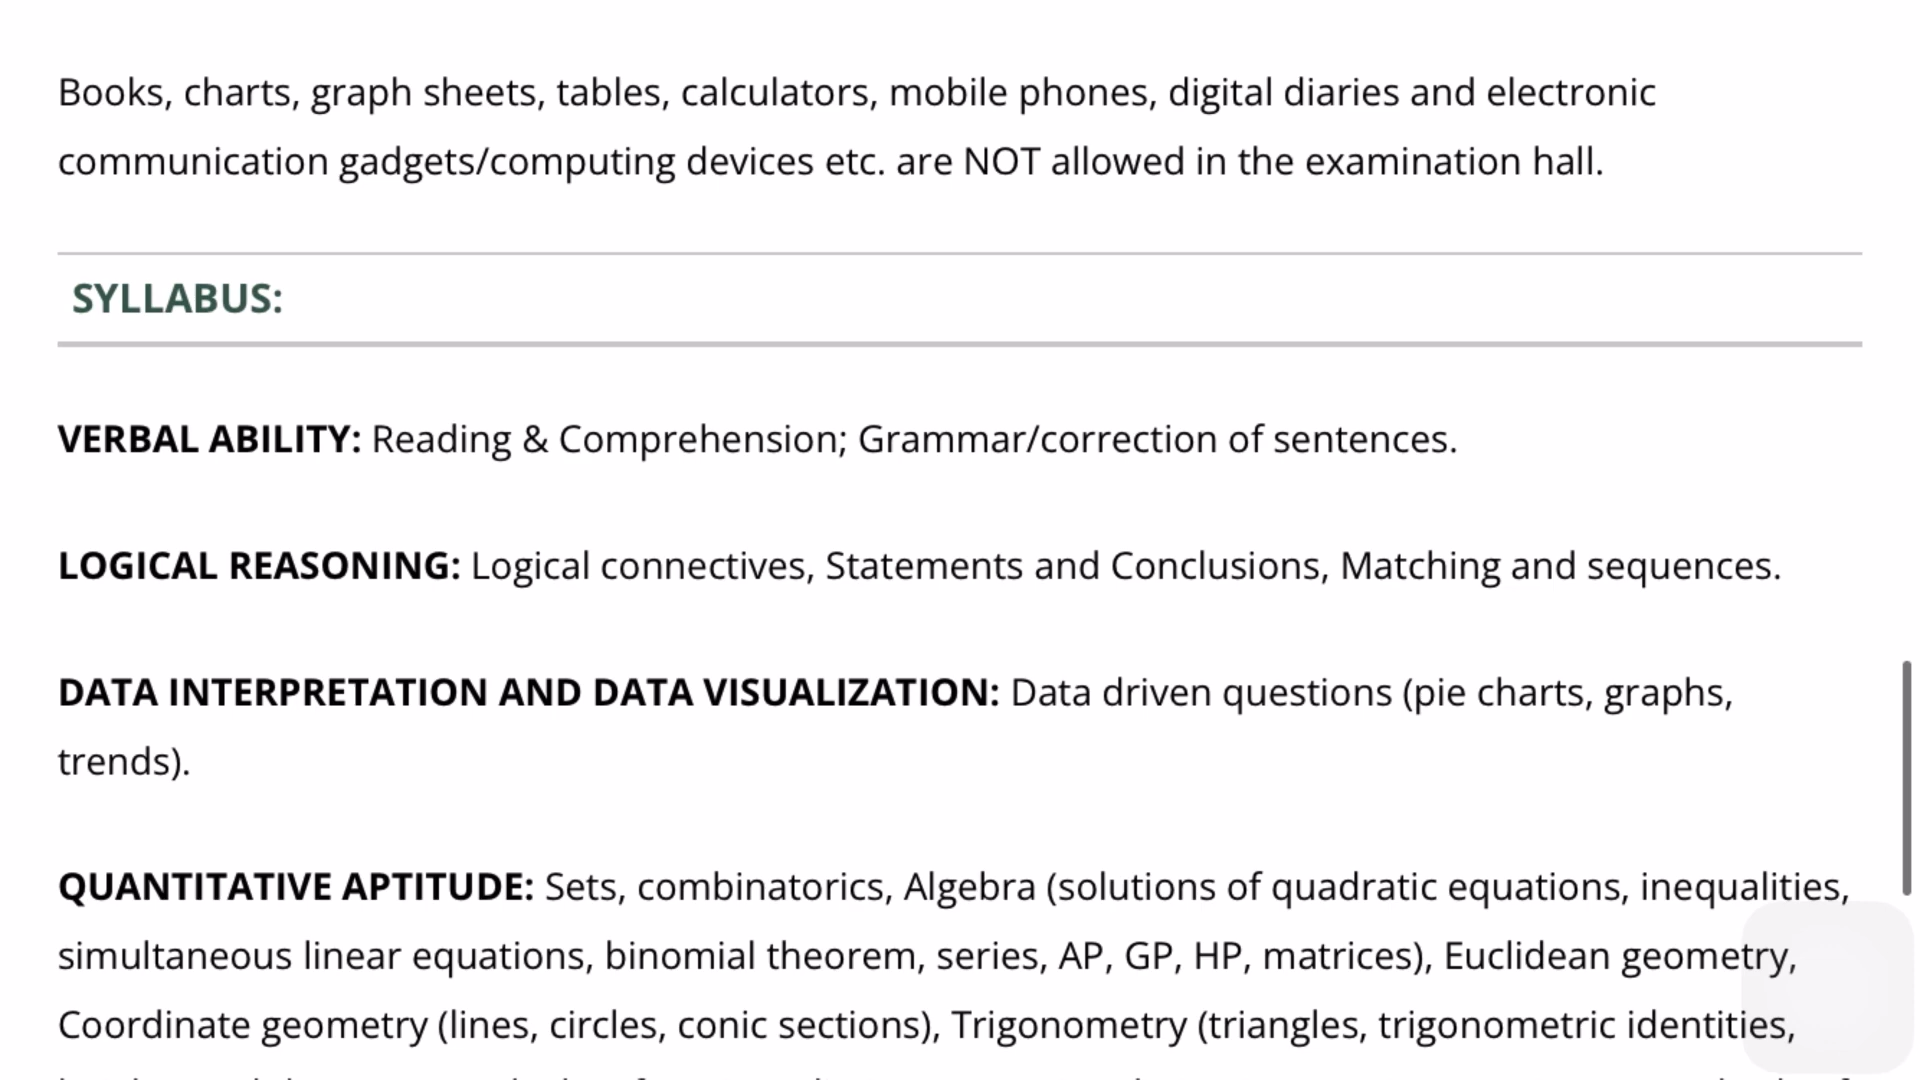 Books, charts, graph sheets, tables, calculators, mobile phones, digital diaries and electronic
communication gadgets/computing devices etc. are NOT allowed in the examination hall.
SYLLABUS:
VERBAL ABILITY: Reading & Comprehension; Grammar/correction of sentences.
LOGICAL REASONING: Logical connectives, Statements and Conclusions, Matching and sequences.
DATA INTERPRETATION AND DATA VISUALIZATION: Data driven questions (pie charts, graphs,
trends).
QUANTITATIVE APTITUDE: Sets, combinatorics, Algebra (solutions of quadratic equations, inequalities,
simultaneous linear equations, binomial theorem, series, AP, GP, HP, matrices), Euclidean geometry,
Coordinate geometry (lines, circles, conic sections), Trigonometry (triangles, trigonometric identities,